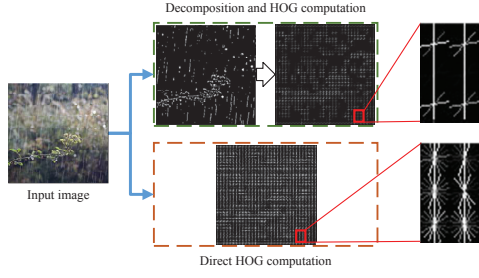 Decomposition and HOG computation
Input image
Direct HOG computation